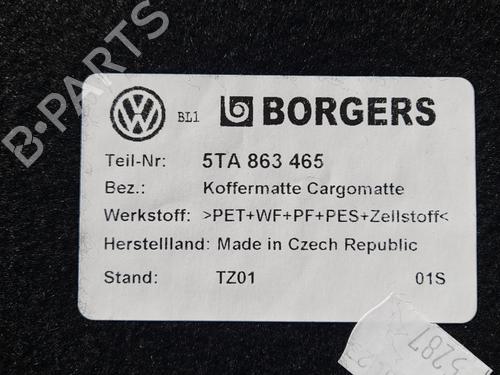 BL1 BORGERS
Teil-Nr: 5TA 863 465
Bez.: Koffermatte Cargomatte
Werkstoff: >PET+WF+PF+PES+Zellstoff<
Herstellland: Made in Czech Republic
Stand: TZ01 01S
5287
B·PARTS